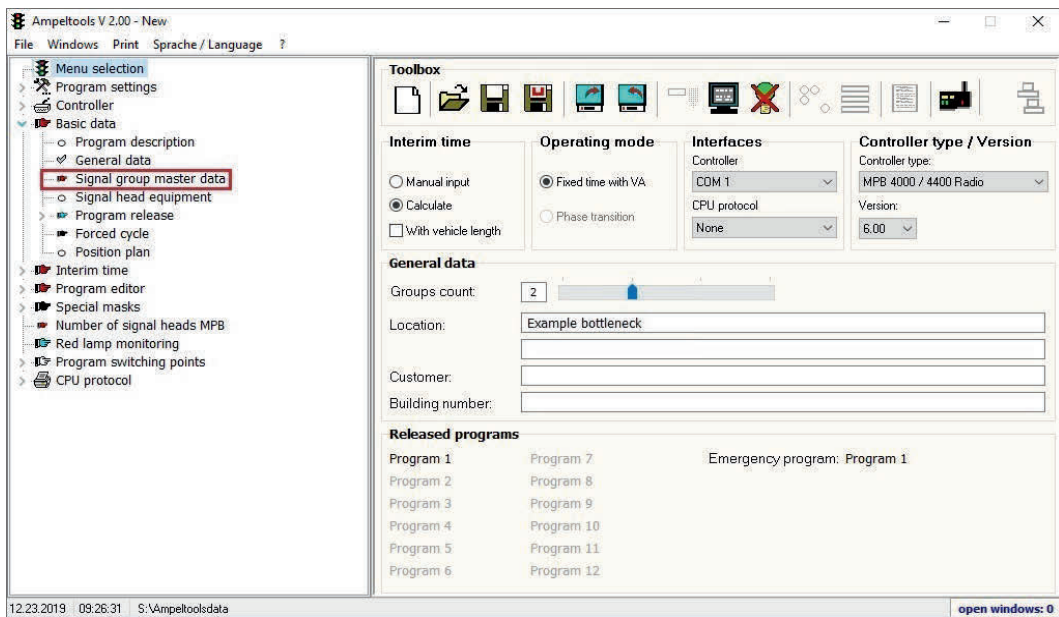 Ampeltools V 2.00 - New
File Windows Print Sprache / Language ?
Menu selection
Program settings
Controller
Basic data
Program description
General data
Signal group master data
Signal head equipment
Program release
Forced cycle
Position plan
Interim time
Program editor
Special masks
Number of signal heads MPB
Red lamp monitoring
Program switching points
CPU protocol
Toolbox
Interim time
Manual input
Calculate
With vehicle length
Operating mode
Fixed time with VA
Phase transition
Interfaces
Controller
COM 1
CPU protocol
None
Controller type / Version
Controller type:
MPB 4000 / 4400 Radio
Version:
6.00
General data
Groups count: 2
Location: Example bottleneck
Customer:
Building number:
Released programs
Program 1 Program 7 Emergency program: Program 1
Program 2 Program 8
Program 3 Program 9
Program 4 Program 10
Program 5 Program 11
Program 6 Program 12
12.23.2019 09:26:31 S:\Ampeltoolsdata open windows: 0